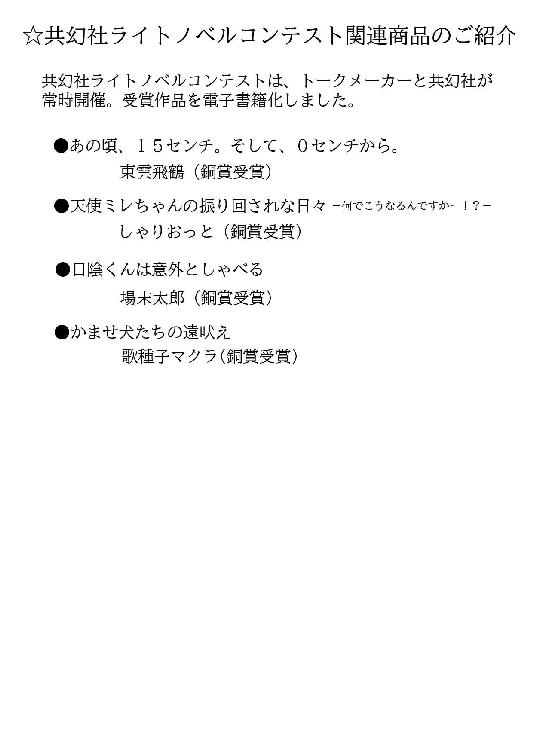 ☆共幻社ライトノベルコンテスト関連商品のご紹介
共幻社ライトノベルコンテストは、トークメーカーと共幻社が
常時開催。受賞作品を電子書籍化しました。
●あの頃、１５センチ。そして、０センチから。
東雲飛鶴（銅賞受賞）
●天使ミレちゃんの振り回されな日々 －何でこうなるんですか～！？－
しゃりおっと（銅賞受賞）
●日陰くんは意外としゃべる
場末太郎（銅賞受賞）
●かませ犬たちの遠吠え
歌種子マクラ（銅賞受賞）